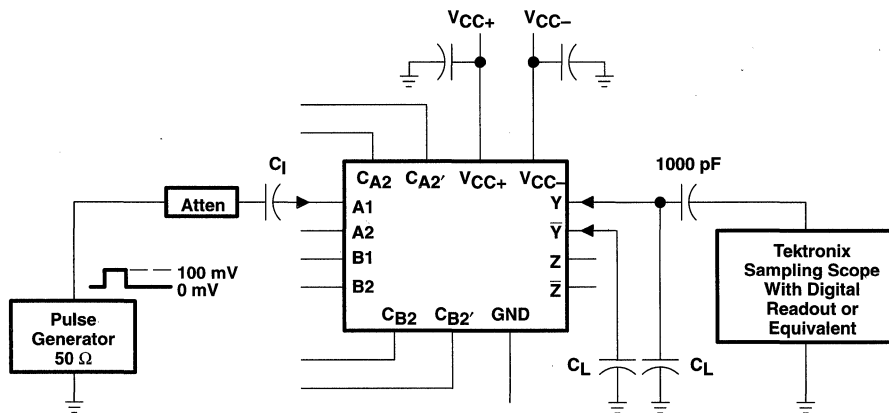 VCC+
VCC–
CI
CA2
CA2′
VCC+
VCC–
1000 pF
Atten
A1
Y
A2
Y̅
B1
Z
B2
Z̅
100 mV
0 mV
Tektronix
Sampling Scope
With Digital
Readout or
Equivalent
Pulse
Generator
50 Ω
CB2
CB2′
GND
CL
CL